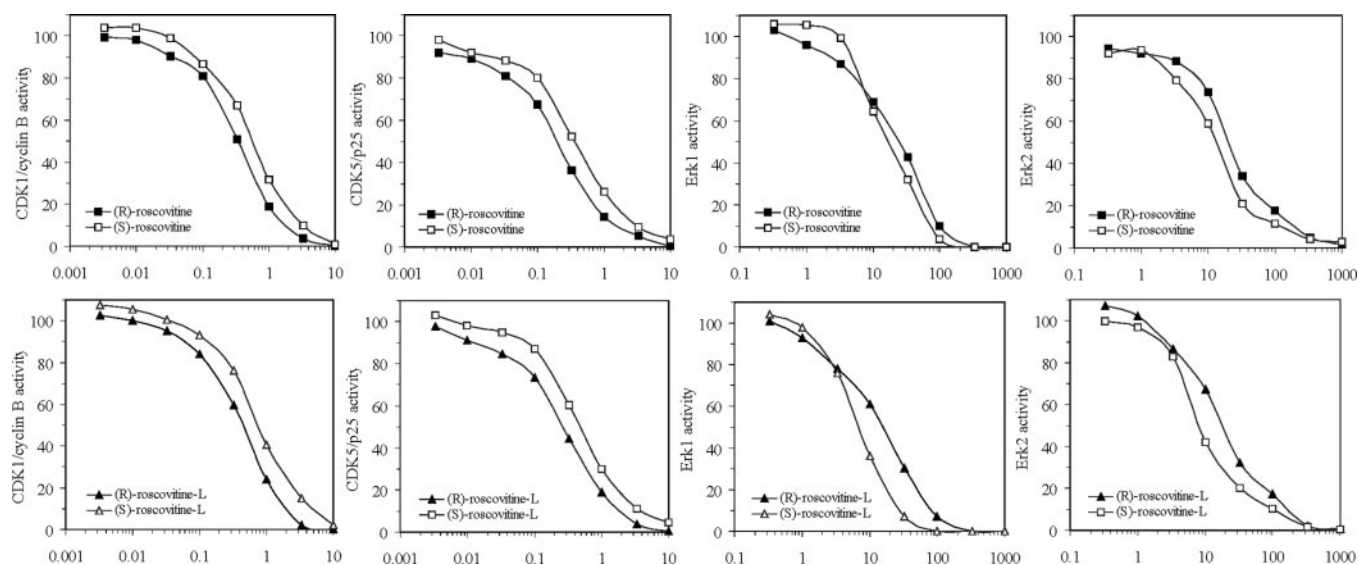 CDK1/cyclin B activity
100
80
60
40
20
0
(R)-roscovitine
(S)-roscovitine
0.001 0.01 0.1 1 10
CDK5/p25 activity
100
80
60
40
20
0
(R)-roscovitine
(S)-roscovitine
0.001 0.01 0.1 1 10
Erk1 activity
100
80
60
40
20
0
(R)-roscovitine
(S)-roscovitine
0.1 1 10 100 1000
Erk2 activity
100
80
60
40
20
0
(R)-roscovitine
(S)-roscovitine
0.1 1 10 100 1000
CDK1/cyclin B activity
100
80
60
40
20
0
(R)-roscovitine-L
(S)-roscovitine-L
0.001 0.01 0.1 1 10
CDK5/p25 activity
100
80
60
40
20
0
(R)-roscovitine-L
(S)-roscovitine-L
0.001 0.01 0.1 1 10
Erk1 activity
100
80
60
40
20
0
(R)-roscovitine-L
(S)-roscovitine-L
0.1 1 10 100 1000
Erk2 activity
100
80
60
40
20
0
(R)-roscovitine-L
(S)-roscovitine-L
0.1 1 10 100 1000